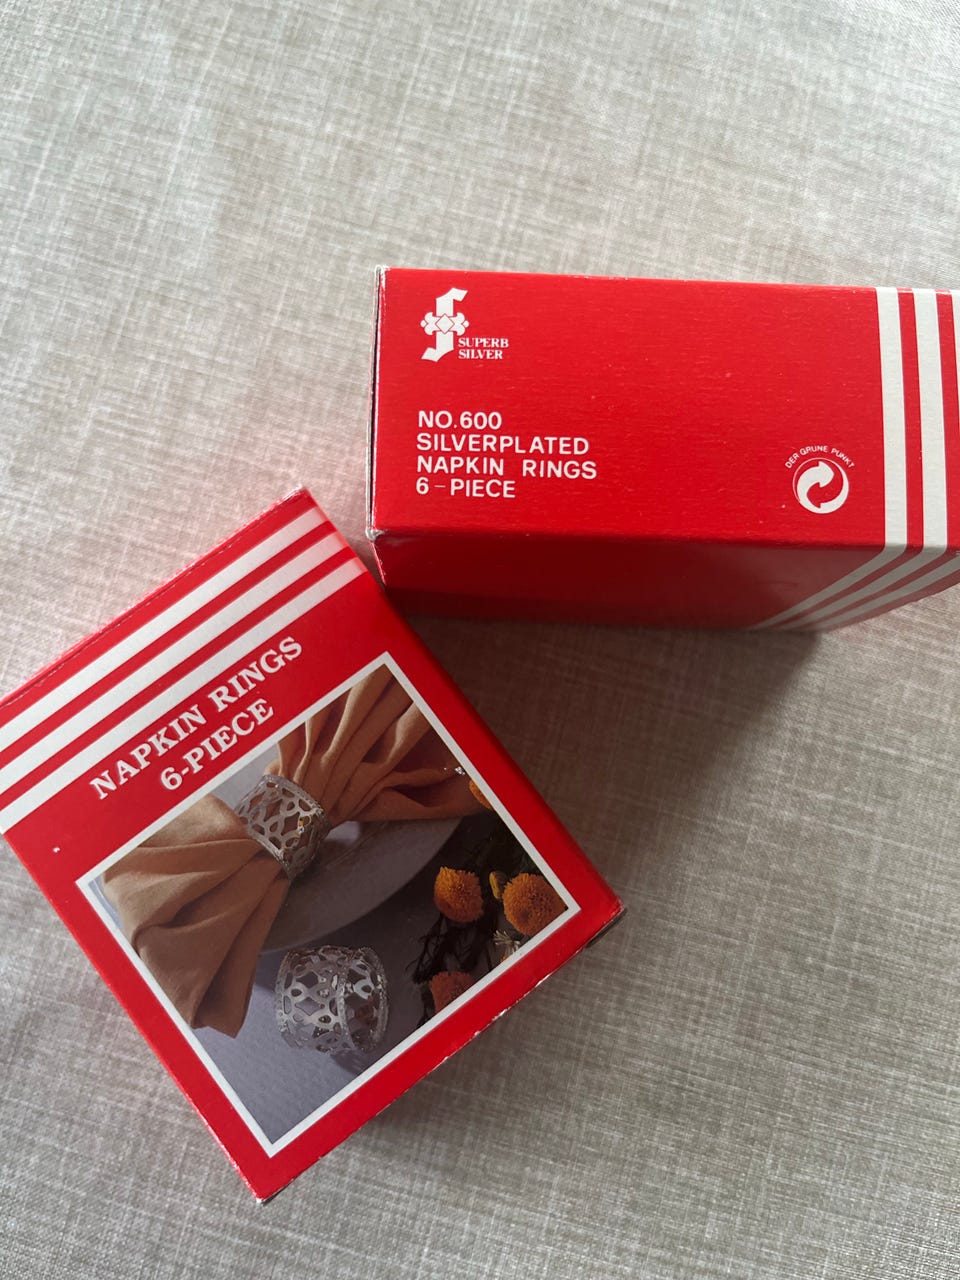 SUPERB
SILVER
NO.600
SILVERPLATED
NAPKIN RINGS
6-PIECE
DER GRÜNE PUNKT
NAPKIN RINGS
6-PIECE